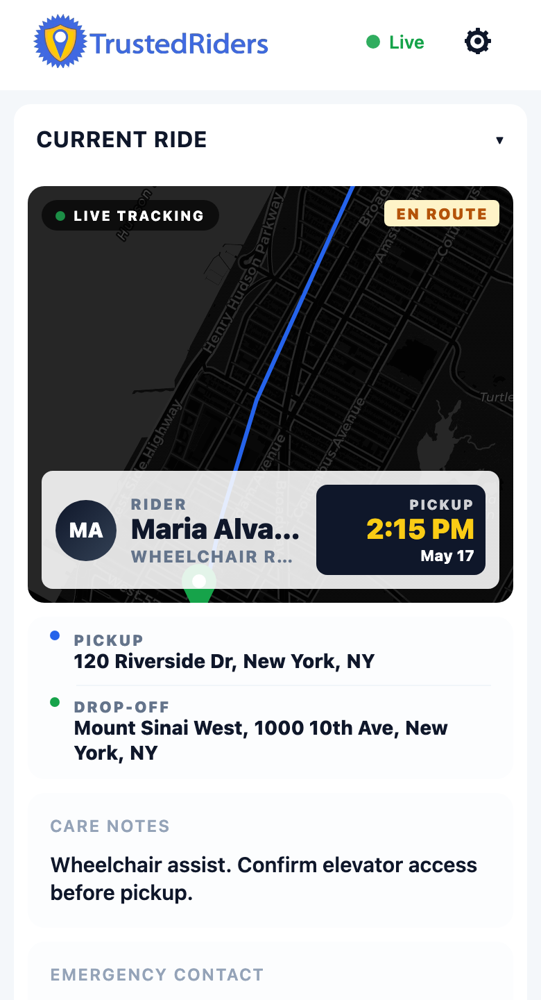 TrustedRiders
Live
CURRENT RIDE
LIVE TRACKING
EN ROUTE
Henry Hudson Parkway
Turtle
RIDER
Maria Alva...
WHEELCHAIR R...
PICKUP
2:15 PM
May 17
PICKUP
120 Riverside Dr, New York, NY
DROP-OFF
Mount Sinai West, 1000 10th Ave, New
York, NY
CARE NOTES
Wheelchair assist. Confirm elevator access
before pickup.
EMERGENCY CONTACT
MA
Hudson
Broad
Amst
Colu
Highway
Avenue
bus Avenue